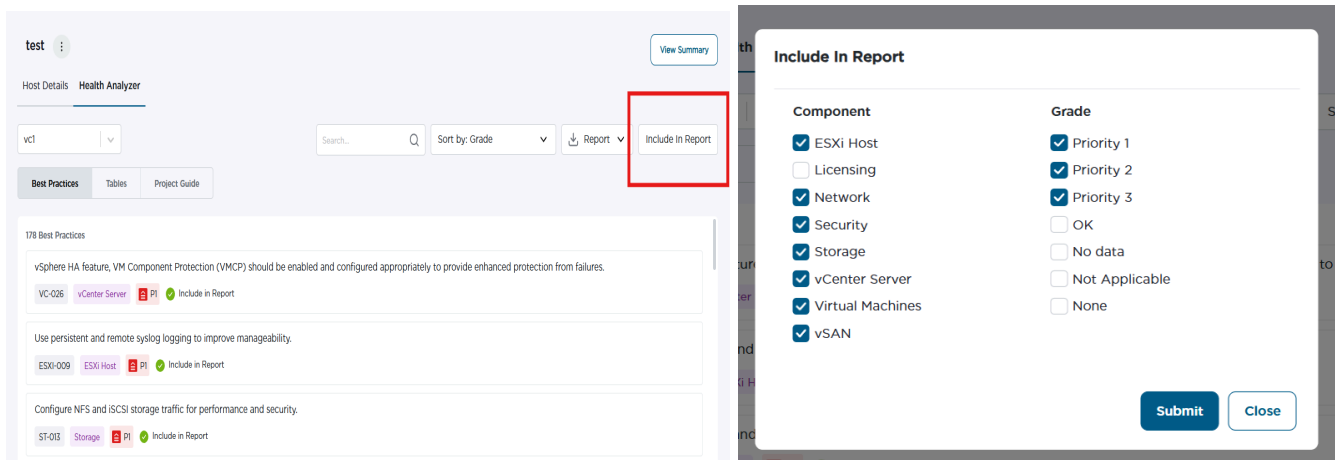 test
View Summary
Host Details Health Analyzer
vc1
Search...
Sort by: Grade
Report
Include In Report
Best Practices Tables Project Guide
178 Best Practices
vSphere HA feature, VM Component Protection (VMCP) should be enabled and configured appropriately to provide enhanced protection from failures.
VC-026 vCenter Server P1 Include in Report
Use persistent and remote syslog logging to improve manageability.
ESXI-009 ESXi Host P1 Include in Report
Configure NFS and iSCSI storage traffic for performance and security.
ST-013 Storage P1 Include in Report
Include In Report
Component
ESXi Host
Licensing
Network
Security
Storage
vCenter Server
Virtual Machines
vSAN
Grade
Priority 1
Priority 2
Priority 3
OK
No data
Not Applicable
None
Submit Close
to